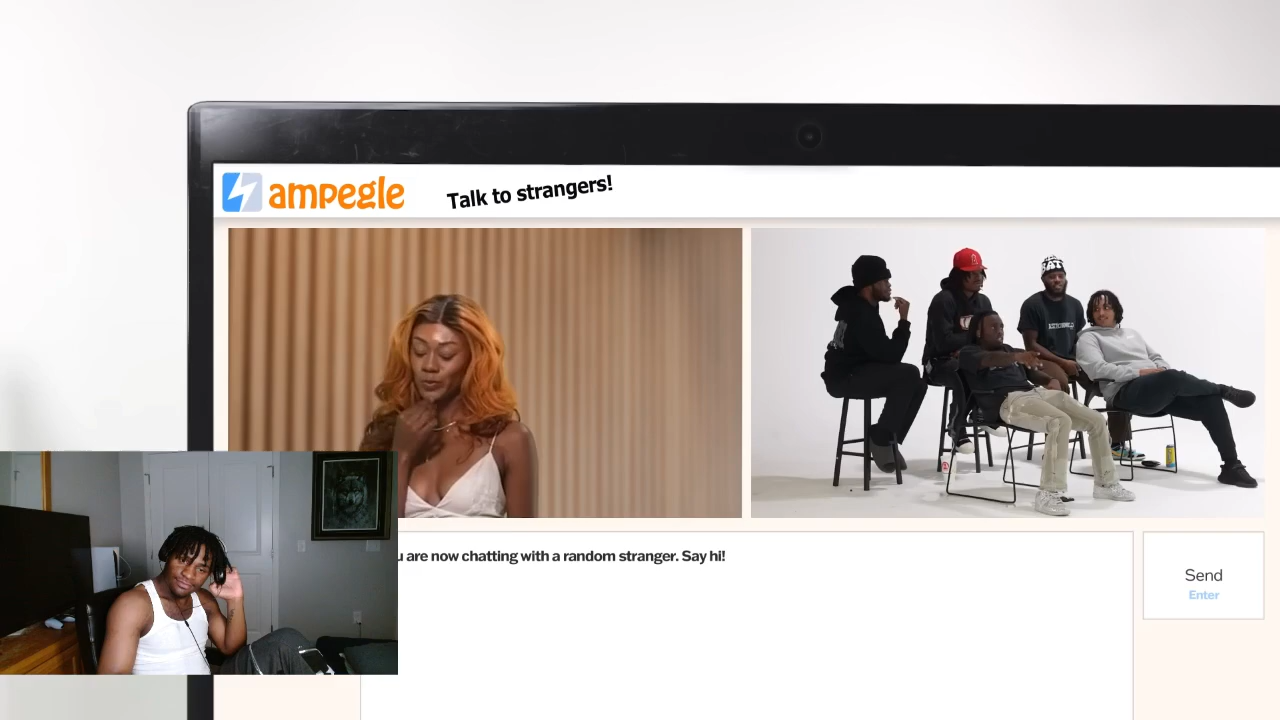 ampegle
Talk to strangers!
u are now chatting with a random stranger. Say hi!
Send
Enter